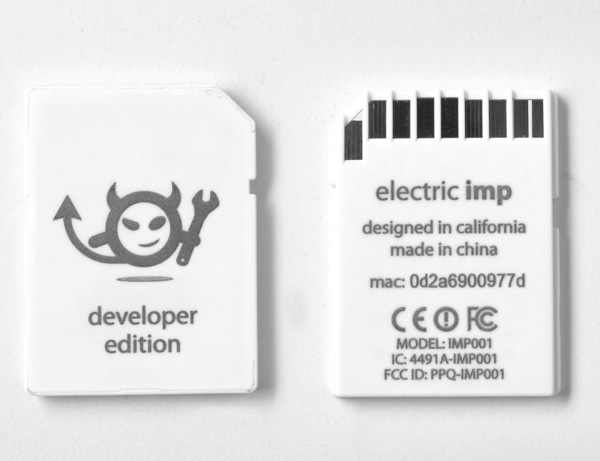 developer
edition
electric imp
designed in california
made in china
mac: 0d2a6900977d
CE FC
MODEL: IMP001
IC: 4491A-IMP001
FCC ID: PPQ-IMP001